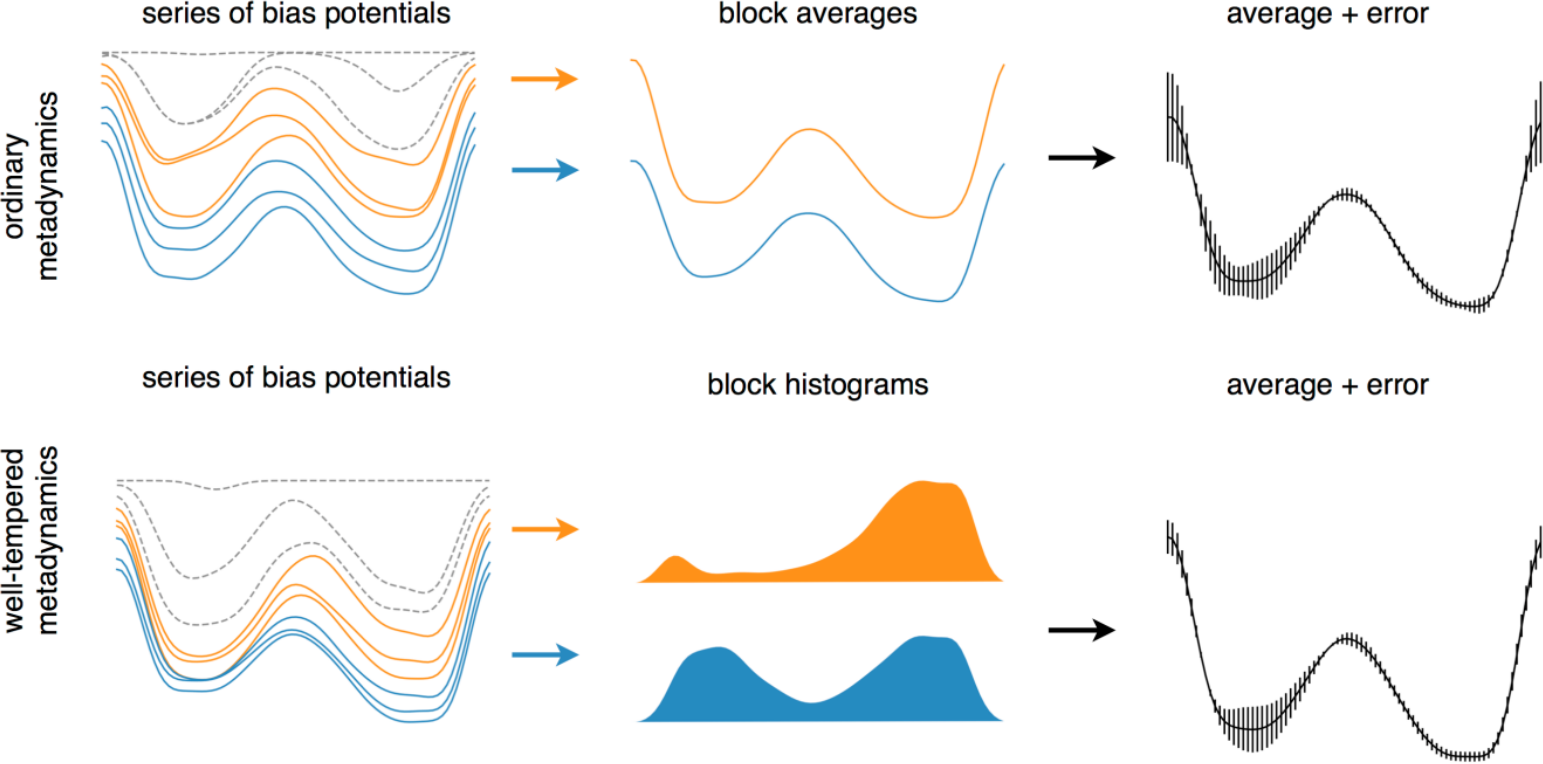 series of bias potentials
block averages
average + error
ordinary
metadynamics
series of bias potentials
block histograms
average + error
well-tempered
metadynamics